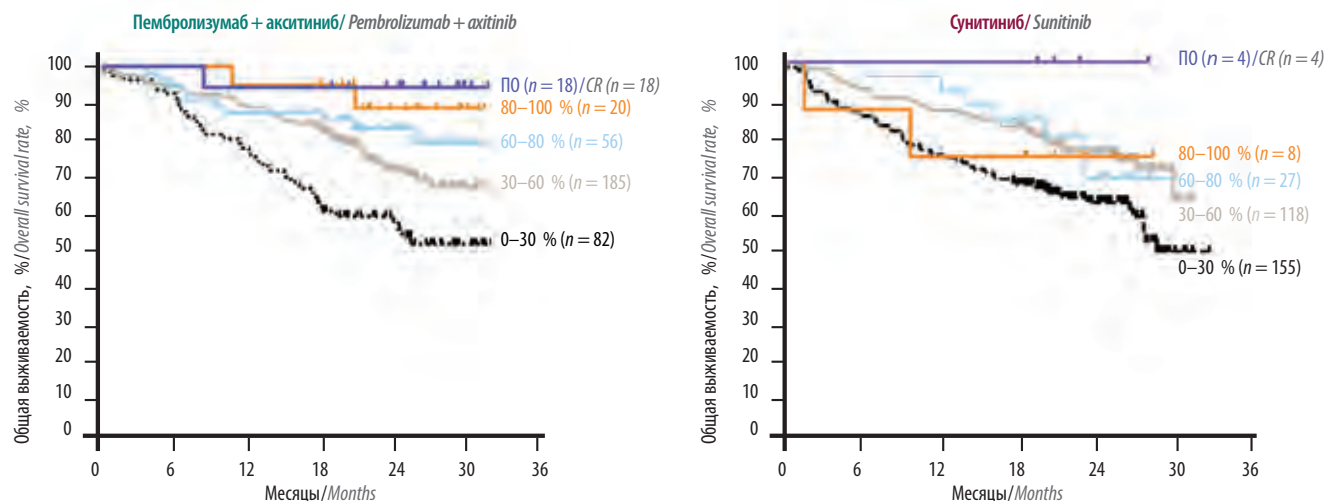 Пембролизумаб + акситиниб/ Pembrolizumab + axitinib
Общая выживаемость, %/Overall survival rate, %
100
90
80
70
60
50
40
30
20
10
0
ПО (n = 18)/CR (n = 18)
80–100 % (n = 20)
60–80 % (n = 56)
30–60 % (n = 185)
0–30 % (n = 82)
0 6 12 18 24 30 36
Месяцы/Months
Сунитиниб/ Sunitinib
Общая выживаемость, %/Overall survival rate, %
100
90
80
70
60
50
40
30
20
10
0
ПО (n = 4)/CR (n = 4)
80–100 % (n = 8)
60–80 % (n = 27)
30–60 % (n = 118)
0–30 % (n = 155)
0 6 12 18 24 30 36
Месяцы/Months